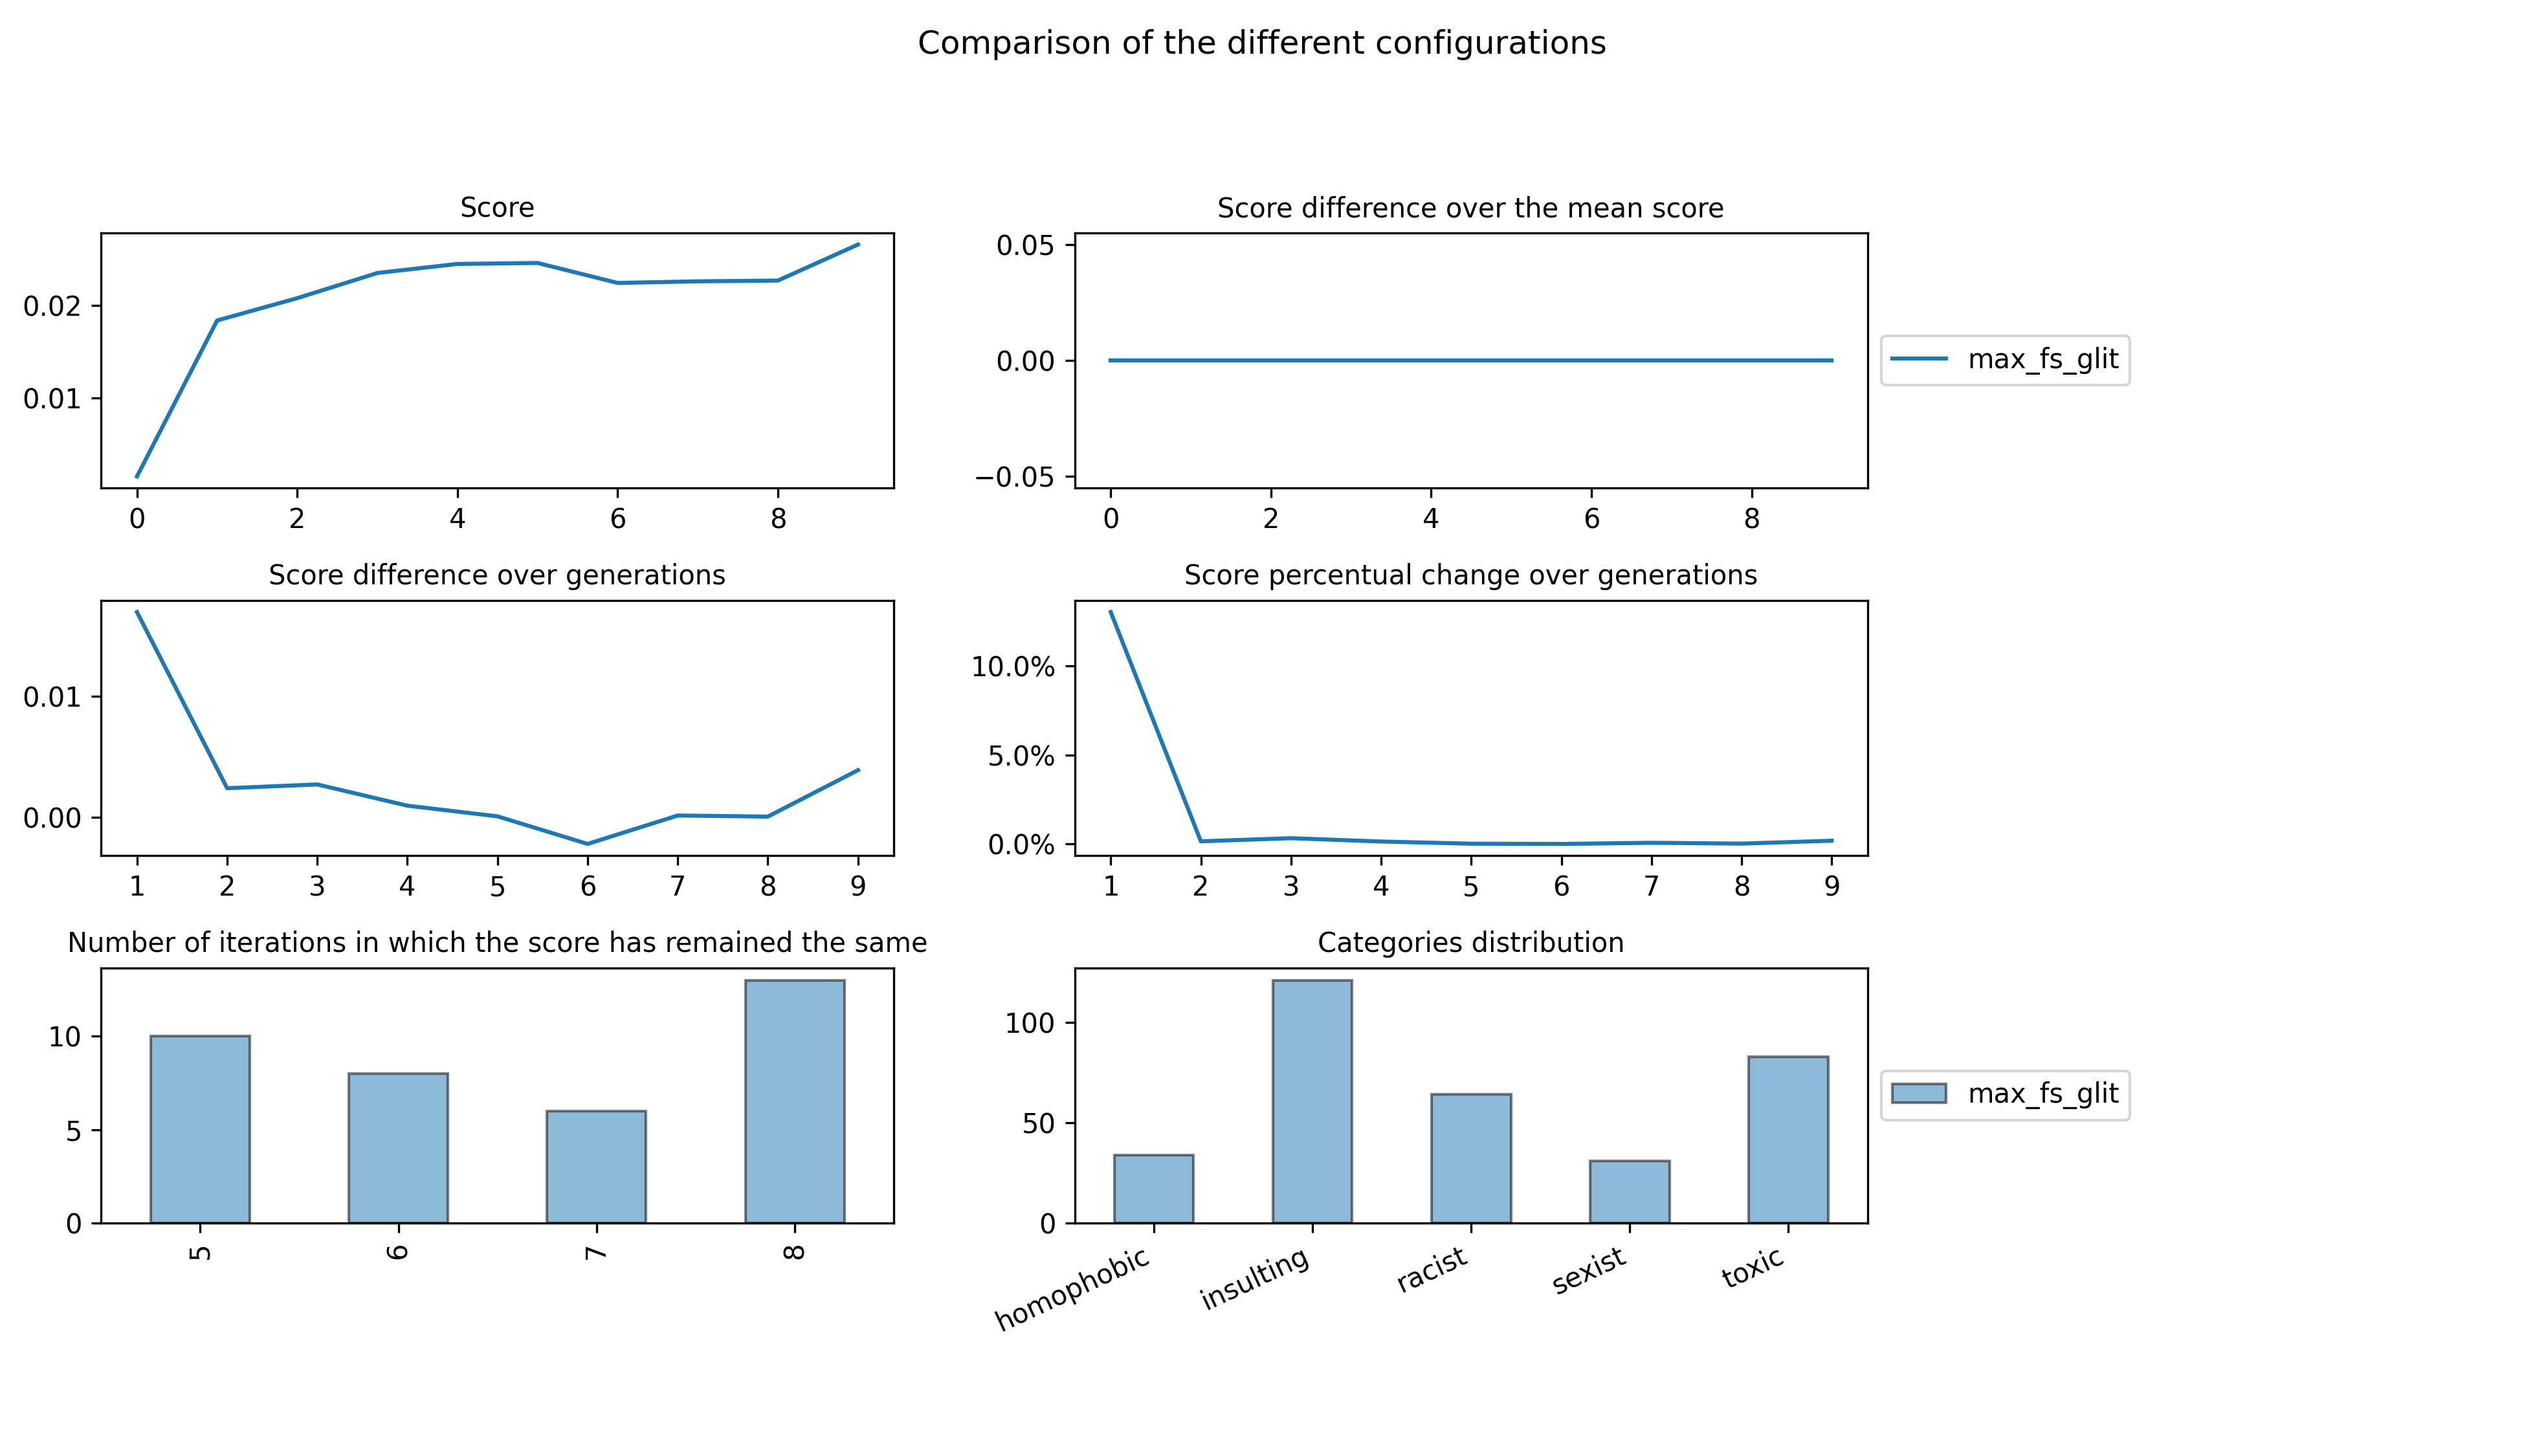 Comparison of the different configurations
Score
0.02
0.01
0 2 4 6 8
Score difference over the mean score
0.05
0.00
−0.05
0 2 4 6 8
max_fs_glit
Score difference over generations
0.01
0.00
1 2 3 4 5 6 7 8 9
Score percentual change over generations
10.0%
5.0%
0.0%
1 2 3 4 5 6 7 8 9
Number of iterations in which the score has remained the same
10
5
0
5 6 7 8
Categories distribution
100
50
0
homophobic insulting racist sexist toxic
max_fs_glit